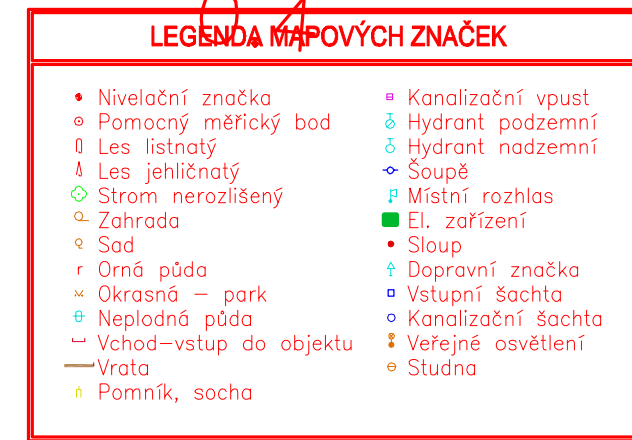 LEGENDA MAPOVÝCH ZNAČEK
Nivelační značka
Pomocný měřický bod
Les listnatý
Les jehličnatý
Strom nerozlišený
Zahrada
Sad
Orná půda
Okrasná – park
Neplodná půda
Vchod–vstup do objektu
Vrata
Pomník, socha
Kanalizační vpust
Hydrant podzemní
Hydrant nadzemní
Šoupě
Místní rozhlas
El. zařízení
Sloup
Dopravní značka
Vstupní šachta
Kanalizační šachta
Veřejné osvětlení
Studna